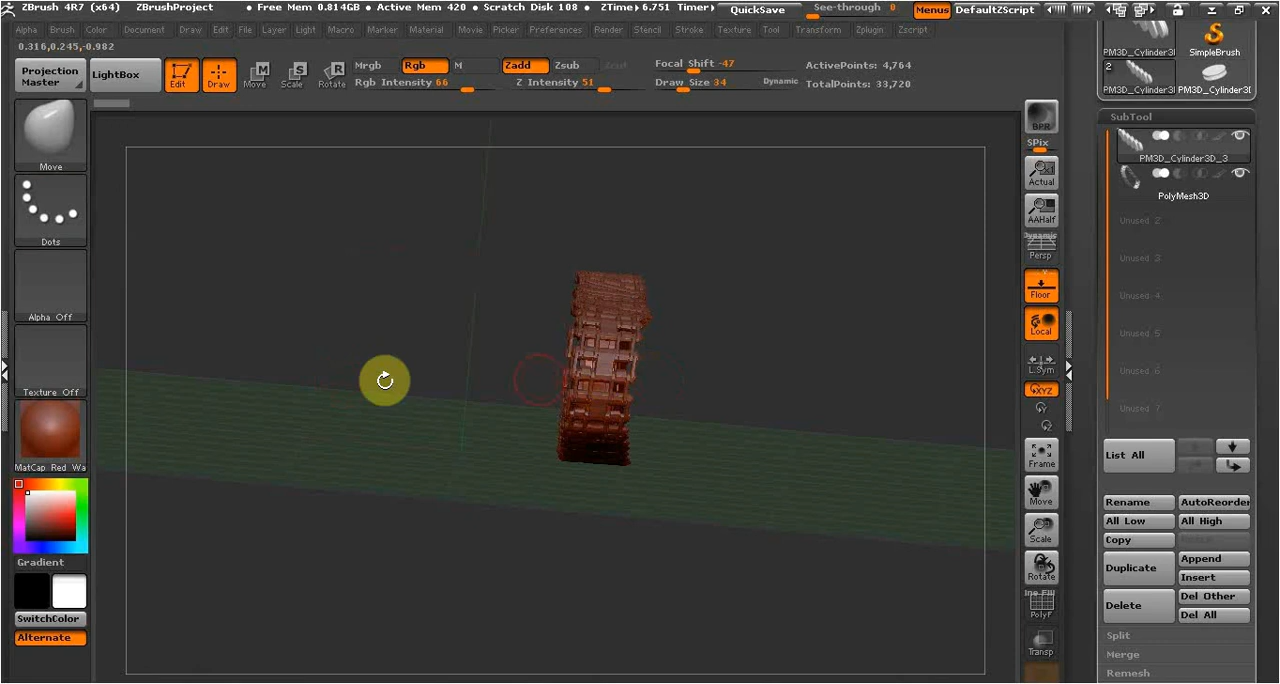 ZBrush 4R7 (x64) ZBrushProject • Free Mem 0.814GB • Active Mem 420 • Scratch Disk 108 • ZTime▸6.751 Timer▸ QuickSave See-through 0 Menus DefaultZScript
Alpha Brush Color Document Draw Edit File Layer Light Macro Marker Material Movie Picker Preferences Render Stencil Stroke Texture Tool Transform Zplugin Zscript
0.316,0.245,-0.982
Projection
Master
LightBox
Edit
Draw
Move
Scale
Rotate
Mrgb
Rgb
M
Rgb Intensity 66
Zadd
Zsub
Zcut
Z Intensity 51
Focal Shift -47
Draw Size 34
Dynamic
ActivePoints: 4,764
TotalPoints: 33,720
Move
Dots
Alpha Off
Texture Off
MatCap Red Wa
Gradient
SwitchColor
Alternate
BPR
SPix
Actual
AAHalf
Dynamic
Persp
Floor
Local
L.Sym
XYZ
Frame
Move
Scale
Rotate
PolyF
Transp
PM3D_Cylinder3I
SimpleBrush
2
PM3D_Cylinder3I
PM3D_Cylinder3I
SubTool
PM3D_Cylinder3D_3
PolyMesh3D
Unused 2
Unused 3
Unused 4
Unused 5
Unused 6
Unused 7
List All
Rename
AutoReorder
All Low
All High
Copy
Duplicate
Append
Insert
Delete
Del Other
Del All
Split
Merge
Remesh